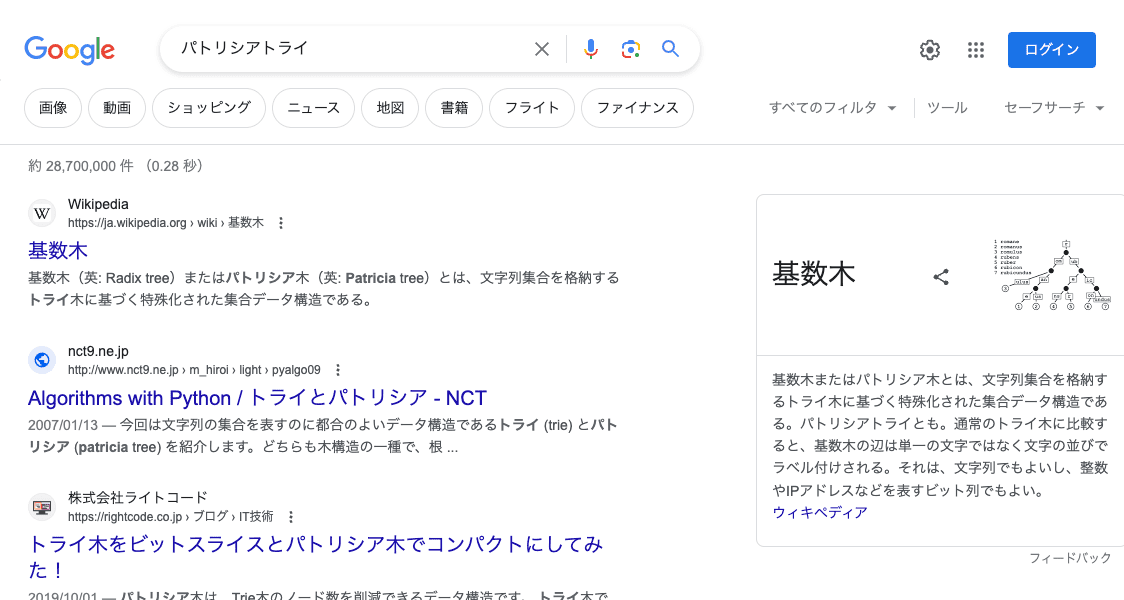 Google
パトリシアトライ
ログイン
画像
動画
ショッピング
ニュース
地図
書籍
フライト
ファイナンス
すべてのフィルタ
ツール
セーフサーチ
約 28,700,000 件 （0.28 秒）
W
Wikipedia
https://ja.wikipedia.org › wiki › 基数木
基数木
基数木（英: Radix tree）またはパトリシア木（英: Patricia tree）とは、文字列集合を格納する
トライ木に基づく特殊化された集合データ構造である。
nct9.ne.jp
http://www.nct9.ne.jp › m_hiroi › light › pyalgo09
Algorithms with Python / トライとパトリシア - NCT
2007/01/13 — 今回は文字列の集合を表すのに都合のよいデータ構造であるトライ (trie) とパト
リシア (patricia tree) を紹介します。どちらも木構造の一種で、根 ...
株式会社ライトコード
https://rightcode.co.jp › ブログ › IT技術
トライ木をビットスライスとパトリシア木でコンパクトにしてみ
た！
2019/10/01 — パトリシア木は、Trie木のノード数を削減できるデータ構造です。 トライ木で
基数木
1 romane
2 romanus
3 romulus
4 rubens
5 ruber
6 rubicon
7 rubicundus
基数木またはパトリシア木とは、文字列集合を格納す
るトライ木に基づく特殊化された集合データ構造であ
る。パトリシアトライとも。通常のトライ木に比較す
ると、基数木の辺は単一の文字ではなく文字の並びで
ラベル付けされる。それは、文字列でもよいし、整数
やIPアドレスなどを表すビット列でもよい。
ウィキペディア
フィードバック